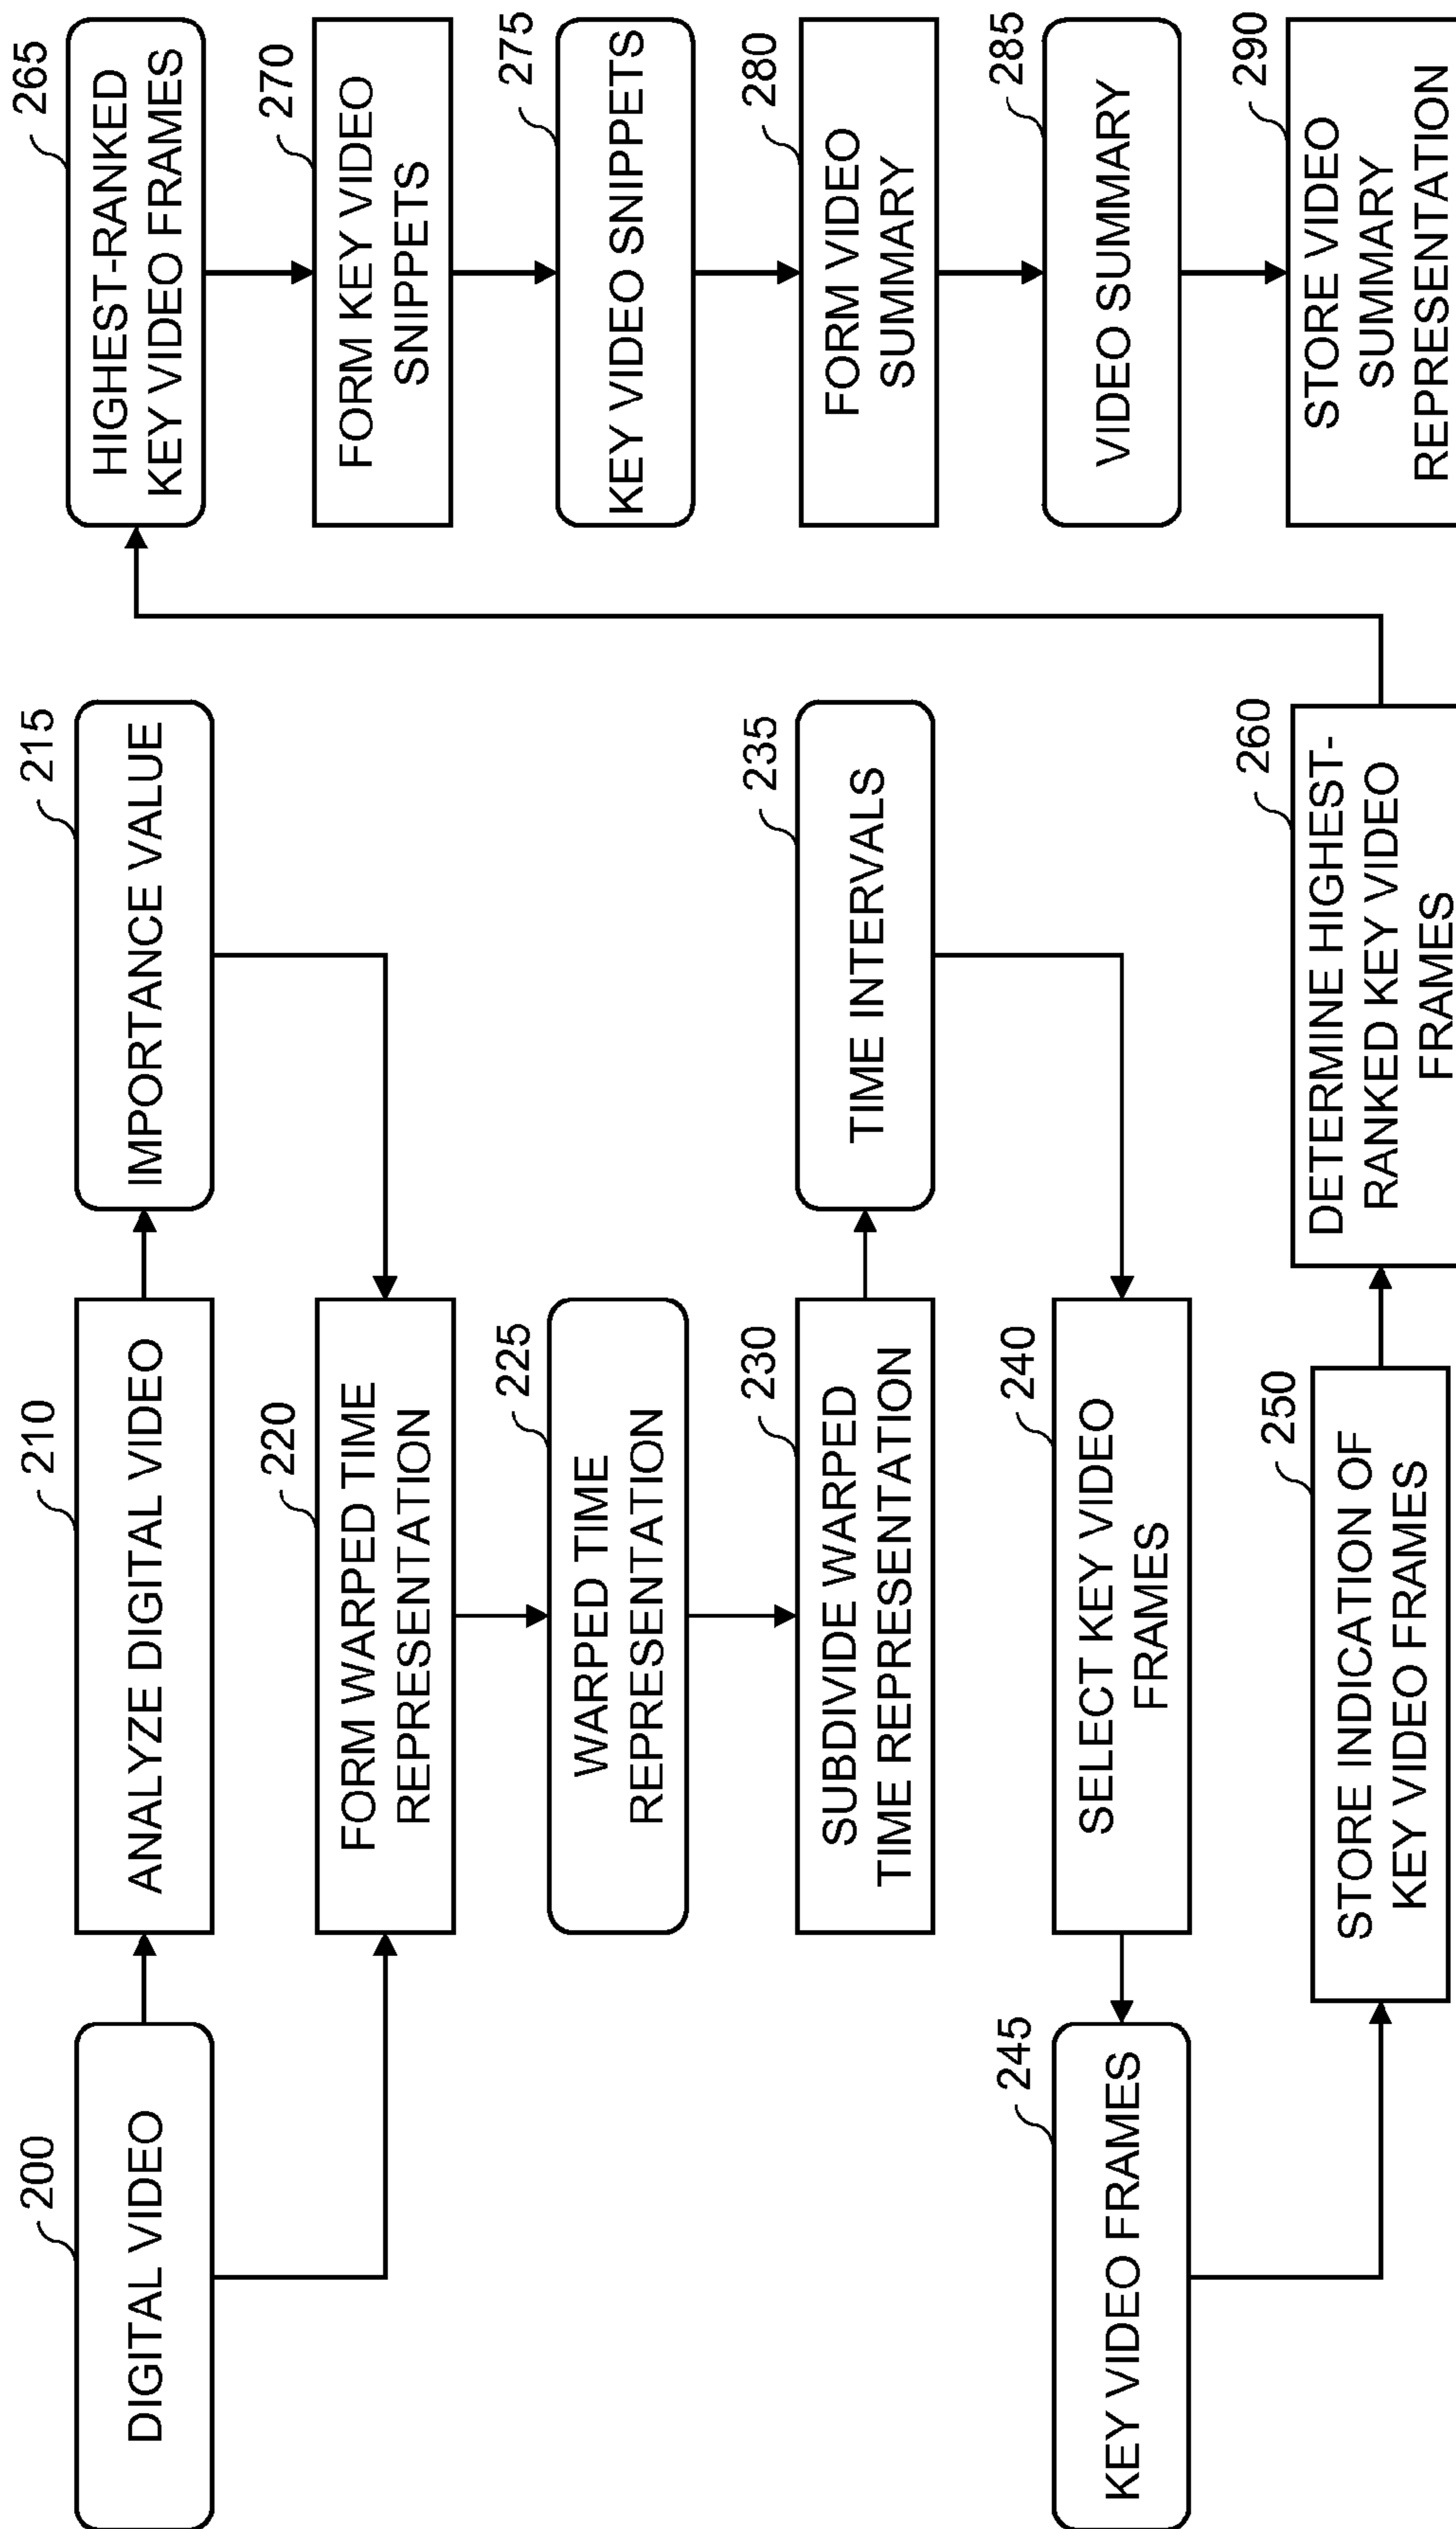 200
DIGITAL VIDEO
210
ANALYZE DIGITAL VIDEO
215
IMPORTANCE VALUE
220
FORM WARPED TIME
REPRESENTATION
225
WARPED TIME
REPRESENTATION
230
SUBDIVIDE WARPED
TIME REPRESENTATION
235
TIME INTERVALS
240
SELECT KEY VIDEO
FRAMES
245
KEY VIDEO FRAMES
250
STORE INDICATION OF
KEY VIDEO FRAMES
260
DETERMINE HIGHEST-
RANKED KEY VIDEO
FRAMES
265
HIGHEST-RANKED
KEY VIDEO FRAMES
270
FORM KEY VIDEO
SNIPPETS
275
KEY VIDEO SNIPPETS
280
FORM VIDEO
SUMMARY
285
VIDEO SUMMARY
290
STORE VIDEO
SUMMARY
REPRESENTATION